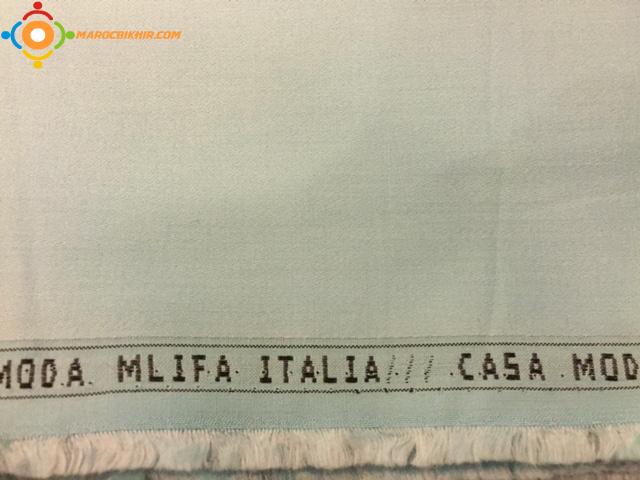 MAROCBIKHIR.COM
MODA MLIFA ITALIA/// CASA MOD